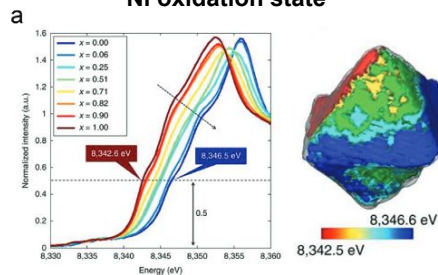 Ni oxidation state
a
1.6
1.4
1.2
1.0
0.8
0.6
0.4
0.2
0
Normalized intensity (a.u.)
x = 0.00
x = 0.06
x = 0.25
x = 0.51
x = 0.71
x = 0.82
x = 0.90
x = 1.00
8,342.6 eV
8,346.5 eV
0.5
8,330
8,335
8,340
8,345
8,350
8,355
8,360
Energy (eV)
8,346.6 eV
8,342.5 eV